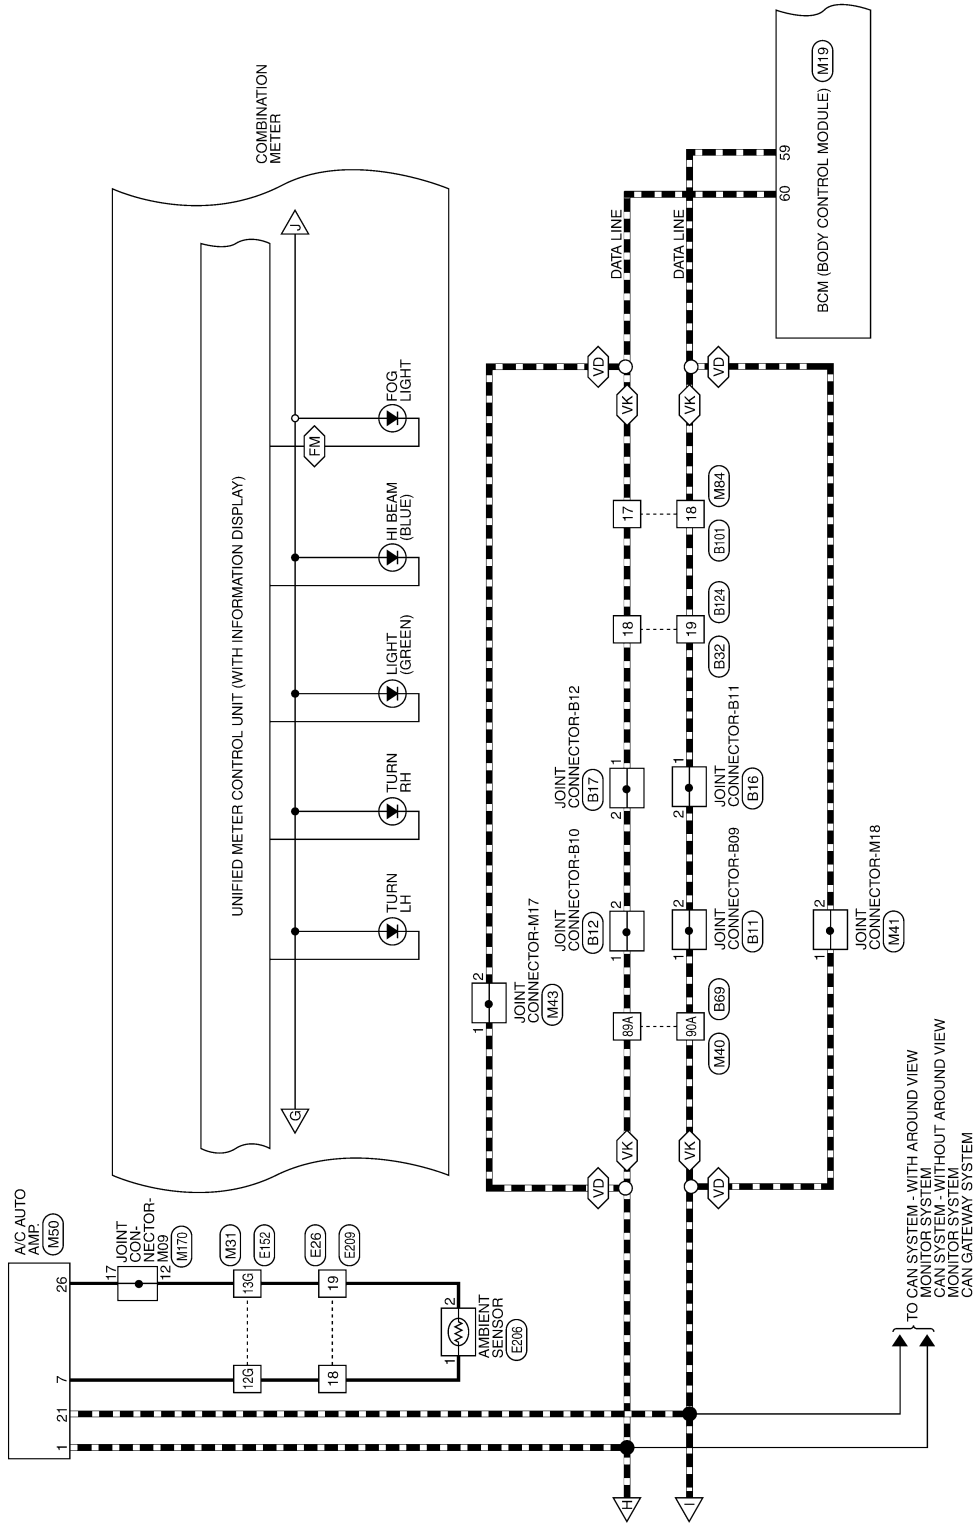 A/C AUTO
AMP.
M50
26
7
21
1
17
JOINT
CON-
NECTOR-
M09
M170
12
M31
E152
13G
12G
E26
E209
19
18
2
1
AMBIENT
SENSOR
E206
COMBINATION
METER
UNIFIED METER CONTROL UNIT (WITH INFORMATION DISPLAY)
G
J
TURN
LH
TURN
RH
LIGHT
(GREEN)
HI BEAM
(BLUE)
FM
FOG
LIGHT
1
2
JOINT
CONNECTOR-M17
M43
VD
VD
H
VK
89A
1
2
JOINT
CONNECTOR-B10
B12
2
1
JOINT
CONNECTOR-B12
B17
18
17
VK
DATA LINE
60
I
VK
90A
M40
B69
1
2
JOINT
CONNECTOR-B09
B11
2
1
JOINT
CONNECTOR-B11
B16
19
B32
B124
18
B101
M84
VK
DATA LINE
59
VD
VD
1
2
JOINT
CONNECTOR-M18
M41
BCM (BODY CONTROL MODULE)
M19
TO CAN SYSTEM - WITH AROUND VIEW
MONITOR SYSTEM
CAN SYSTEM - WITHOUT AROUND VIEW
MONITOR SYSTEM
CAN GATEWAY SYSTEM